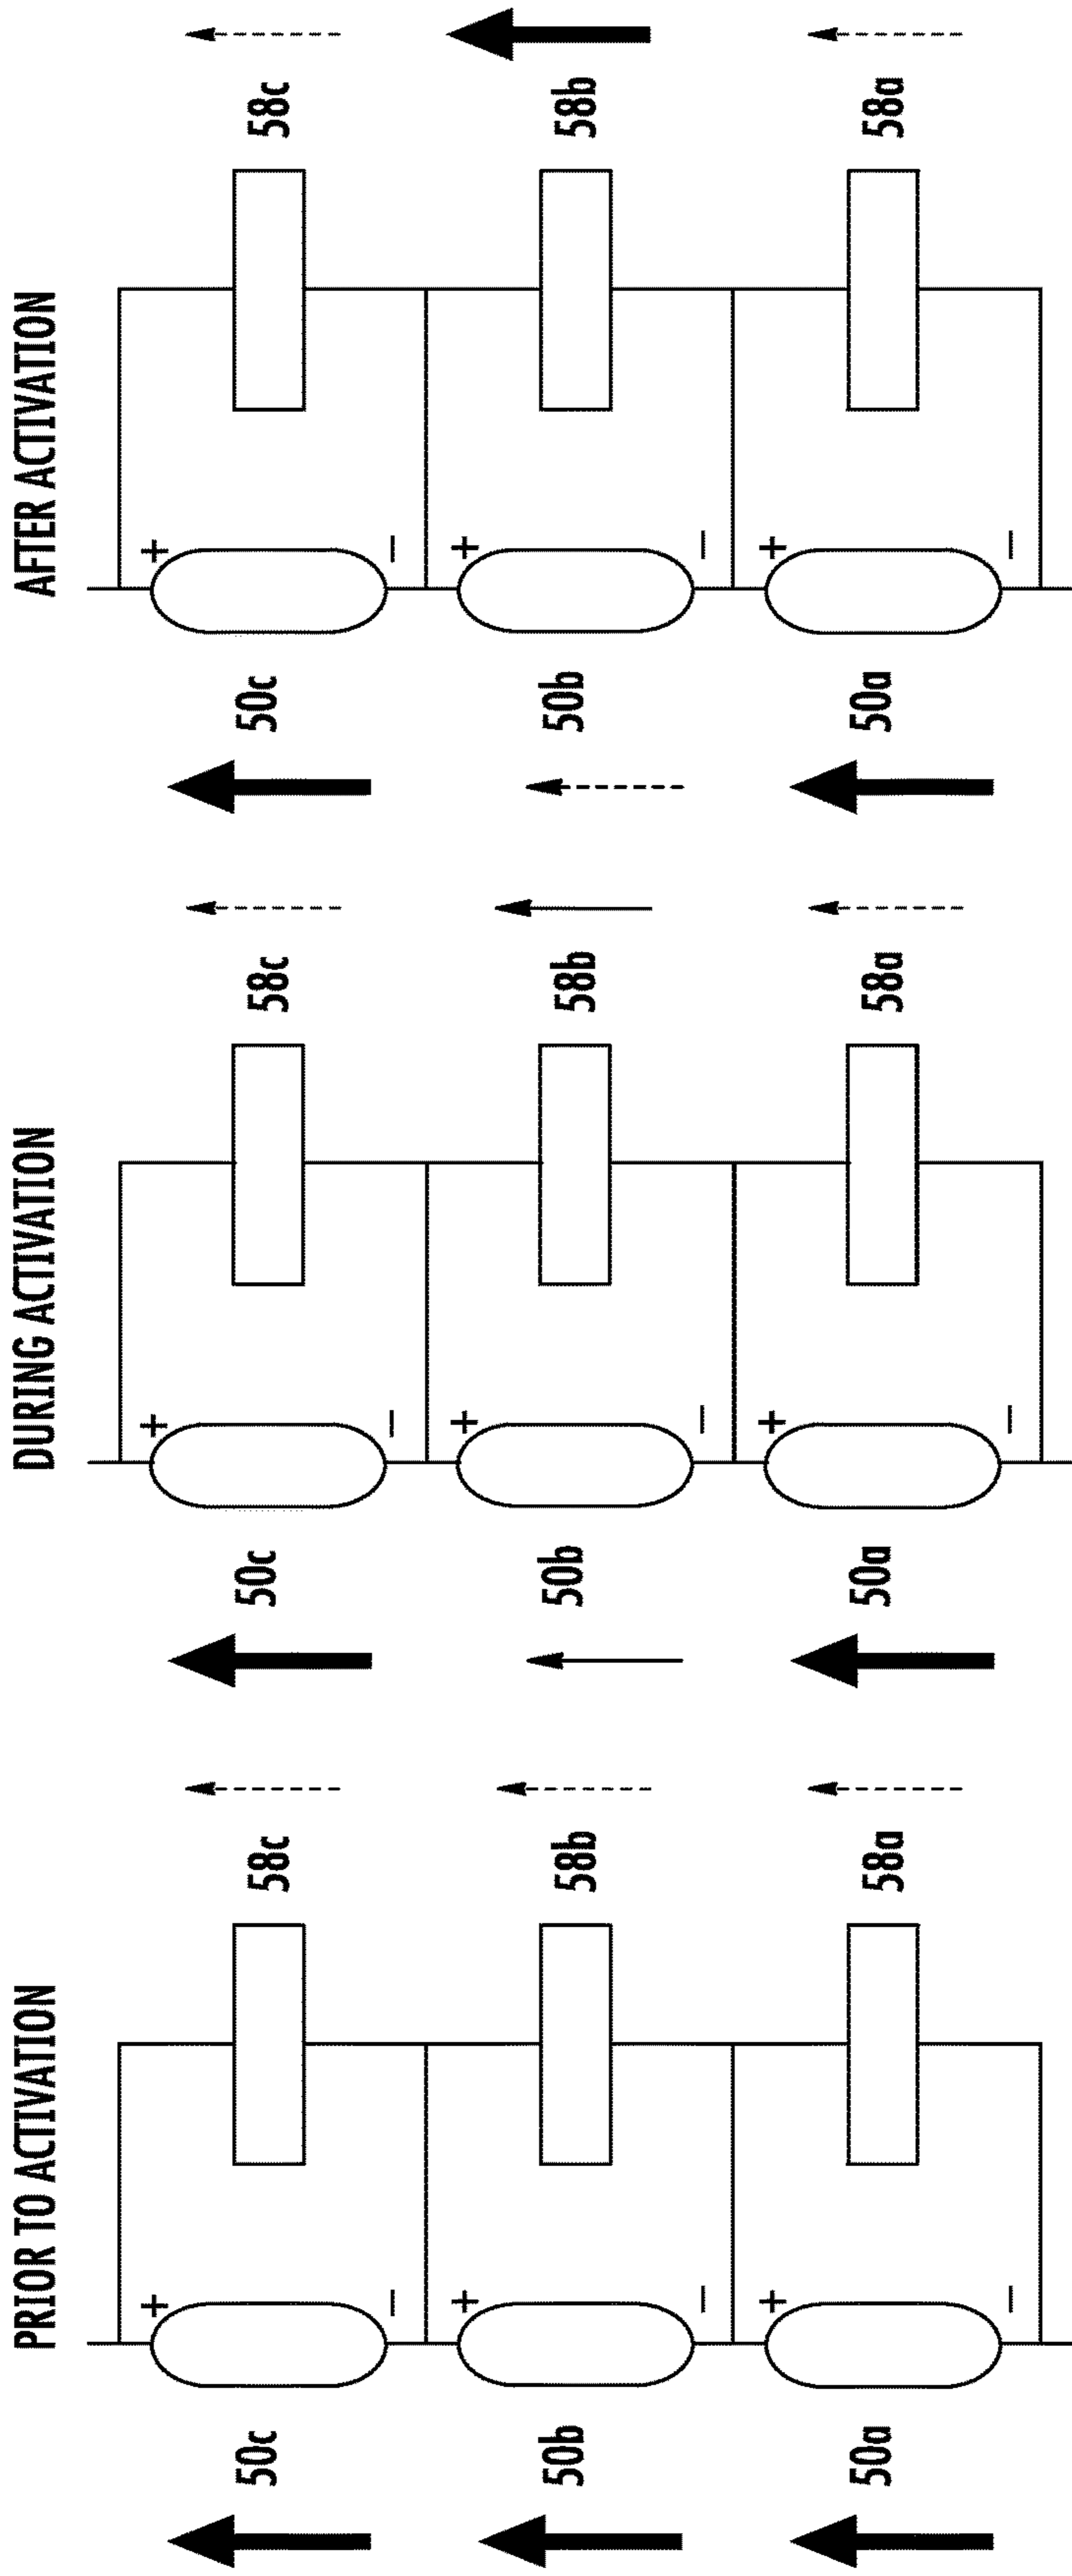 PRIOR TO ACTIVATION
50c + − 58c
50b + − 58b
50a + − 58a
DURING ACTIVATION
50c + − 58c
50b + − 58b
50a + − 58a
AFTER ACTIVATION
50c + − 58c
50b + − 58b
50a + − 58a